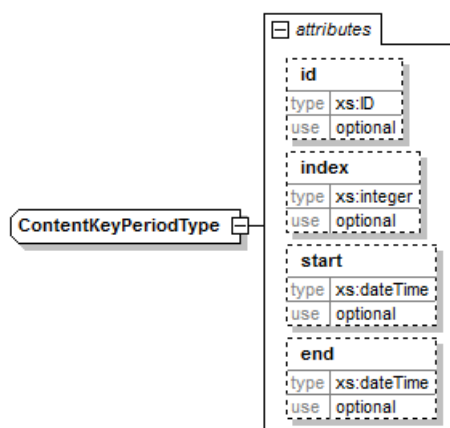 attributes
id
type xs:ID
use optional
index
type xs:integer
use optional
ContentKeyPeriodType
start
type xs:dateTime
use optional
end
type xs:dateTime
use optional